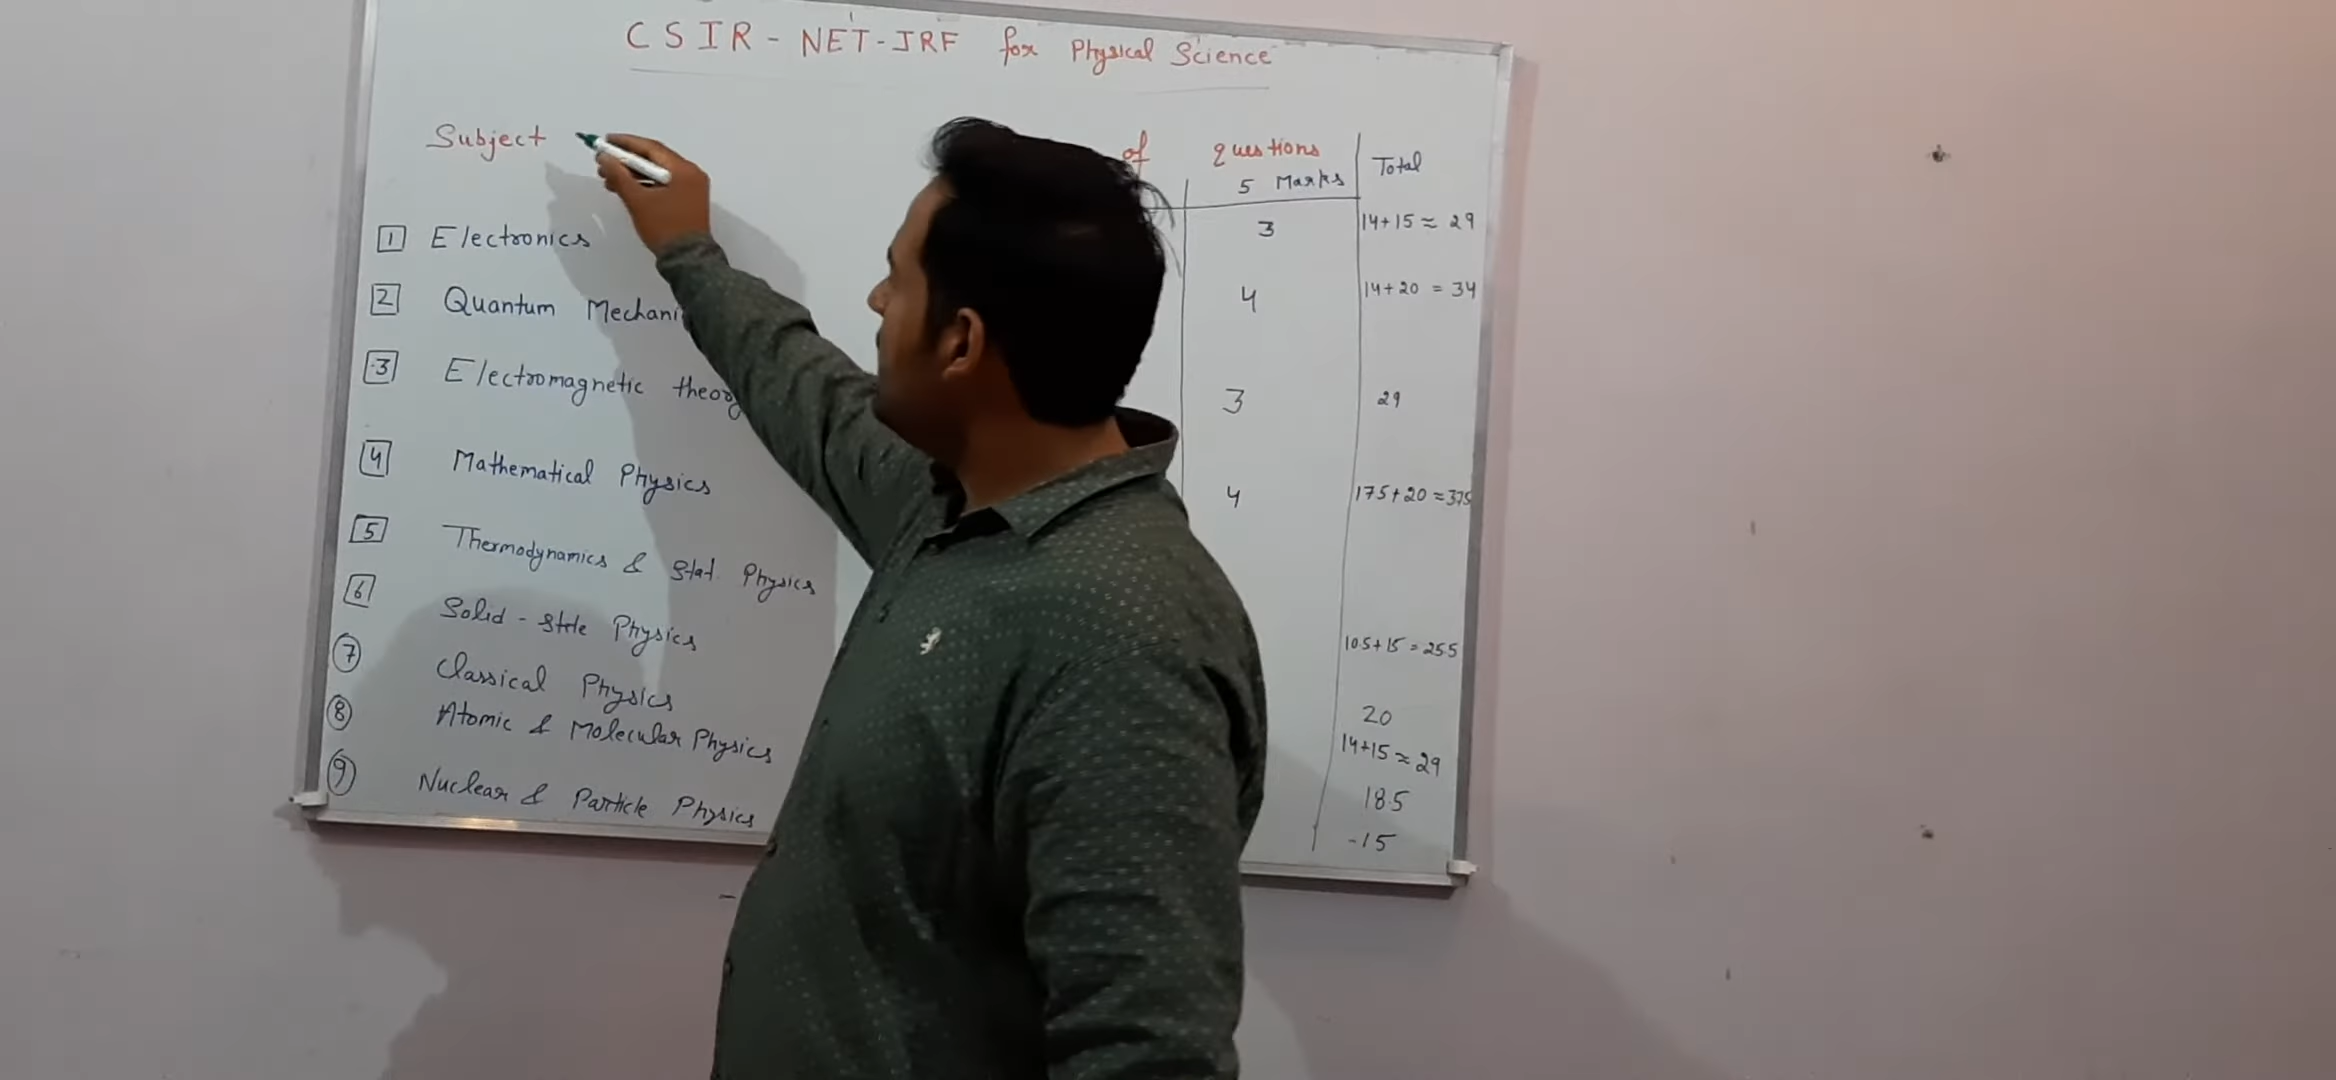 CSIR - NET - JRF for Physical Science
Subject of questions Total
5 Marks
1 Electronics 3 14+15 ≈ 29
2 Quantum Mechani 4 14+20 = 34
3 Electromagnetic theory 3 29
4 Mathematical Physics 4 17.5+20 ≈ 37.5
5 Thermodynamics & Stat. Physics 10.5+15 = 25.5
6 Solid - State Physics 20
7 Classical Physics 14+15 ≈ 29
8 Atomic & Molecular Physics 18.5
9 Nuclear & Particle Physics -15